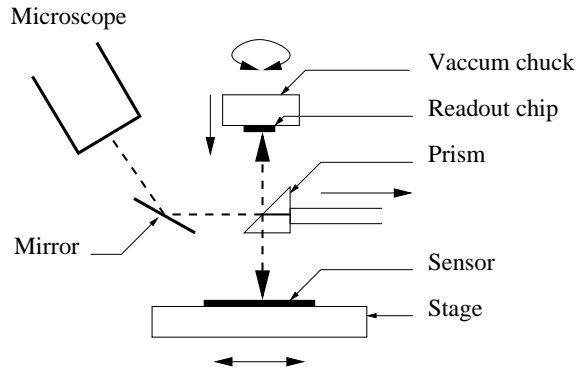 Microscope
Vaccum chuck
Readout chip
Prism
Mirror
Sensor
Stage